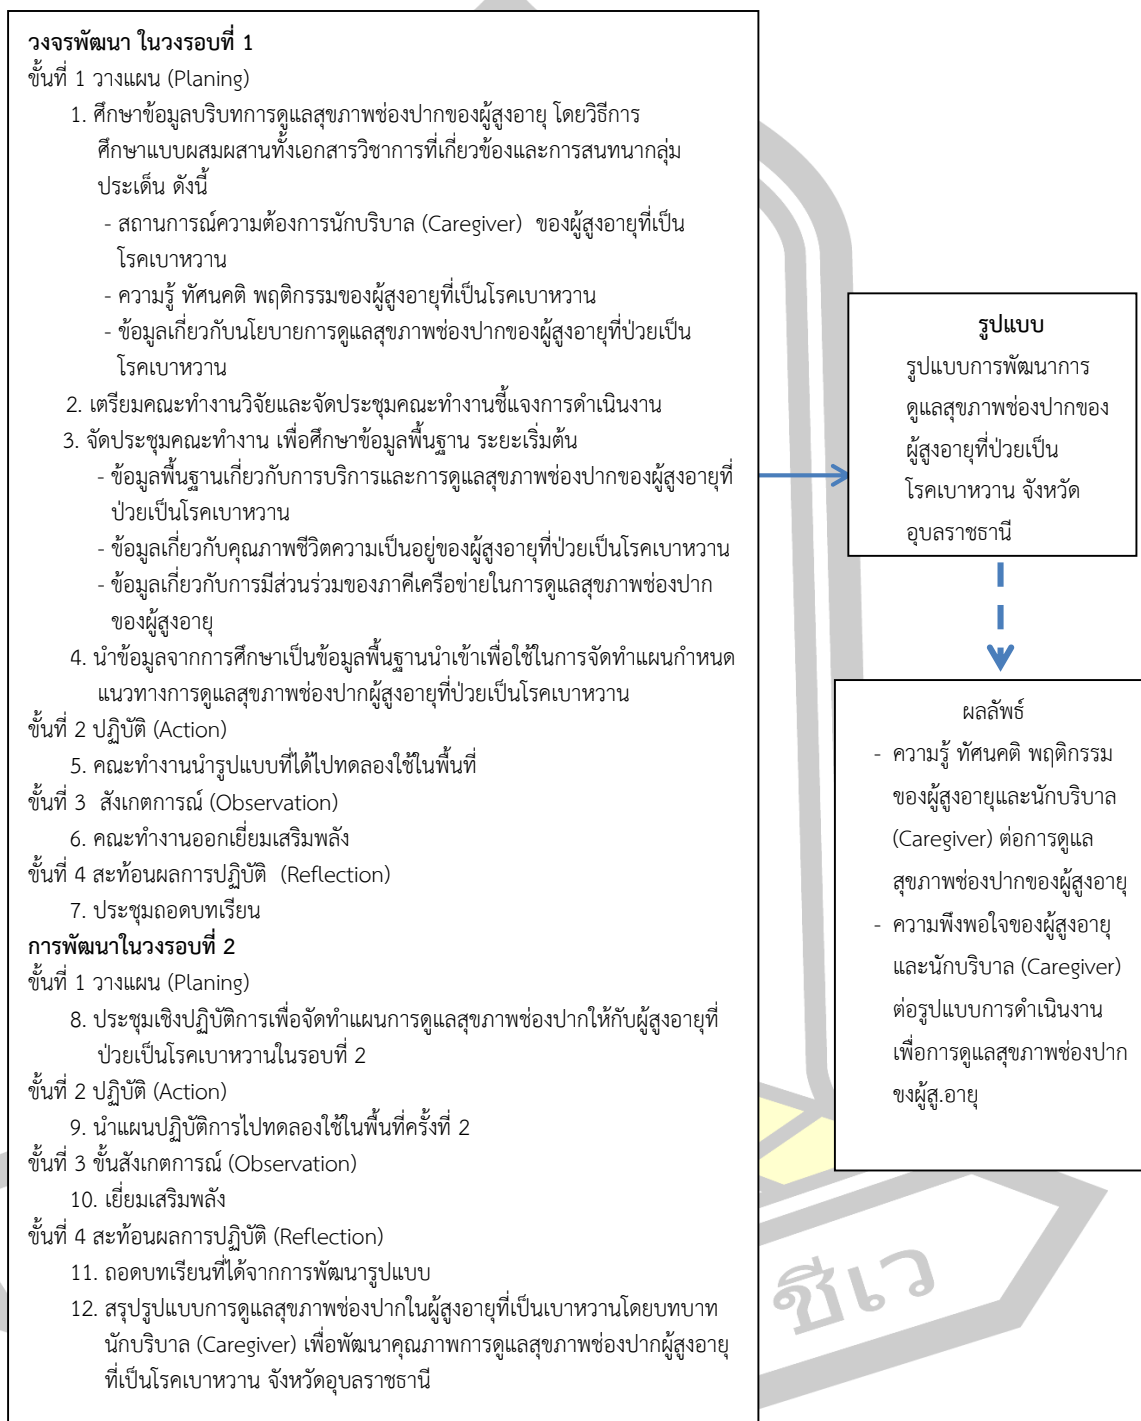 วงจรพัฒนา ในวงรอบที่ 1
ขั้นที่ 1 วางแผน (Planing)
1. ศึกษาข้อมูลบริบทการดูแลสุขภาพช่องปากของผู้สูงอายุ โดยวิธีการ
ศึกษาแบบผสมผสานทั้งเอกสารวิชาการที่เกี่ยวข้องและการสนทนากลุ่ม
ประเด็น ดังนี้
- สถานการณ์ความต้องการนักบริบาล (Caregiver) ของผู้สูงอายุที่เป็น
โรคเบาหวาน
- ความรู้ ทัศนคติ พฤติกรรมของผู้สูงอายุที่เป็นโรคเบาหวาน
- ข้อมูลเกี่ยวกับนโยบายการดูแลสุขภาพช่องปากของผู้สูงอายุที่ป่วยเป็น
โรคเบาหวาน
2. เตรียมคณะทำงานวิจัยและจัดประชุมคณะทำงานชี้แจงการดำเนินงาน
3. จัดประชุมคณะทำงาน เพื่อศึกษาข้อมูลพื้นฐาน ระยะเริ่มต้น
- ข้อมูลพื้นฐานเกี่ยวกับการบริการและการดูแลสุขภาพช่องปากของผู้สูงอายุที่
ป่วยเป็นโรคเบาหวาน
- ข้อมูลเกี่ยวกับคุณภาพชีวิตความเป็นอยู่ของผู้สูงอายุที่ป่วยเป็นโรคเบาหวาน
- ข้อมูลเกี่ยวกับการมีส่วนร่วมของภาคีเครือข่ายในการดูแลสุขภาพช่องปาก
ของผู้สูงอายุ
4. นำข้อมูลจากการศึกษาเป็นข้อมูลพื้นฐานนำเข้าเพื่อใช้ในการจัดทำแผนกำหนด
แนวทางการดูแลสุขภาพช่องปากผู้สูงอายุที่ป่วยเป็นโรคเบาหวาน
ขั้นที่ 2 ปฏิบัติ (Action)
5. คณะทำงานนำรูปแบบที่ได้ไปทดลองใช้ในพื้นที่
ขั้นที่ 3 สังเกตการณ์ (Observation)
6. คณะทำงานออกเยี่ยมเสริมพลัง
ขั้นที่ 4 สะท้อนผลการปฏิบัติ (Reflection)
7. ประชุมถอดบทเรียน
การพัฒนาในวงรอบที่ 2
ขั้นที่ 1 วางแผน (Planing)
8. ประชุมเชิงปฏิบัติการเพื่อจัดทำแผนการดูแลสุขภาพช่องปากให้กับผู้สูงอายุที่
ป่วยเป็นโรคเบาหวานในรอบที่ 2
ขั้นที่ 2 ปฏิบัติ (Action)
9. นำแผนปฏิบัติการไปทดลองใช้ในพื้นที่ครั้งที่ 2
ขั้นที่ 3 ขั้นสังเกตการณ์ (Observation)
10. เยี่ยมเสริมพลัง
ขั้นที่ 4 สะท้อนผลการปฏิบัติ (Reflection)
11. ถอดบทเรียนที่ได้จากการพัฒนารูปแบบ
12. สรุปรูปแบบการดูแลสุขภาพช่องปากในผู้สูงอายุที่เป็นเบาหวานโดยบทบาท
นักบริบาล (Caregiver) เพื่อพัฒนาคุณภาพการดูแลสุขภาพช่องปากผู้สูงอายุ
ที่เป็นโรคเบาหวาน จังหวัดอุบลราชธานี
รูปแบบ
รูปแบบการพัฒนาการ
ดูแลสุขภาพช่องปากของ
ผู้สูงอายุที่ป่วยเป็น
โรคเบาหวาน จังหวัด
อุบลราชธานี
ผลลัพธ์
- ความรู้ ทัศนคติ พฤติกรรม
ของผู้สูงอายุและนักบริบาล
(Caregiver) ต่อการดูแล
สุขภาพช่องปากของผู้สูงอายุ
- ความพึงพอใจของผู้สูงอายุ
และนักบริบาล (Caregiver)
ต่อรูปแบบการดำเนินงาน
เพื่อการดูแลสุขภาพช่องปาก
ขงผู้สู.อายุ
ชีเว